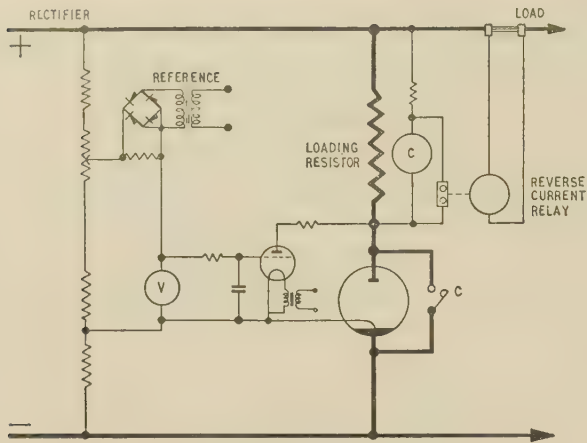 RECTIFIER
LOAD
+
REFERENCE
LOADING
RESISTOR
C
REVERSE
CURRENT
RELAY
V
C
−